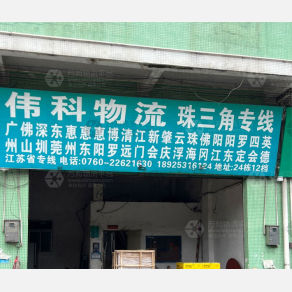 伟科物流 珠三角专线
广佛深东惠惠惠博清江新肇云珠佛阳阳罗四英
州山圳莞州东阳罗远门会庆浮海冈江东定会德
江苏省专线 电话:0760-22621630 18925316124 地址:24栋12档